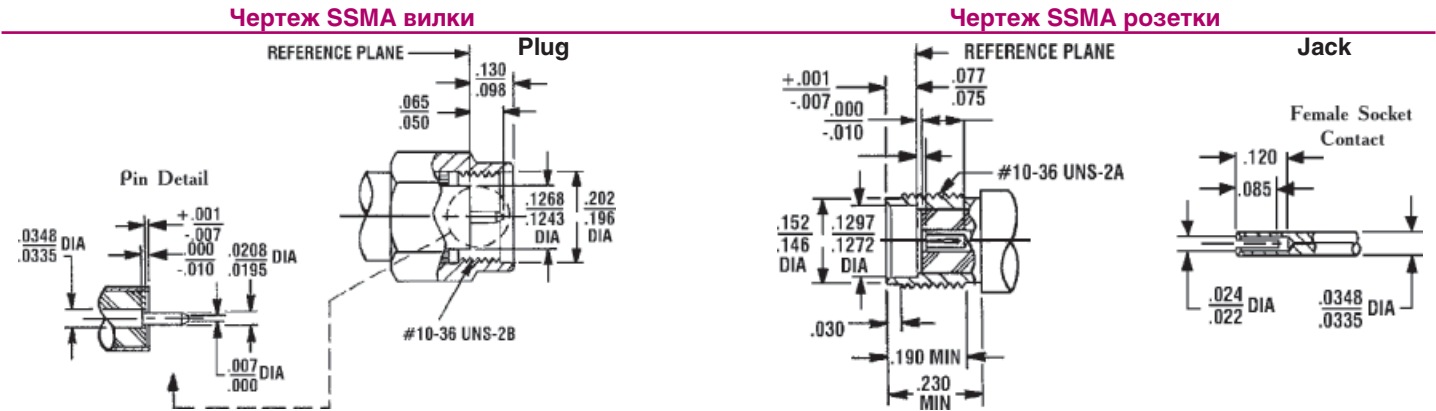 Чертеж SSMA вилки
Чертеж SSMA розетки
Plug
REFERENCE PLANE
.130
.098
.065
.050
.1268
.1243
DIA
.202
.196
DIA
#10-36 UNS-2B
Pin Detail
+.001
-.007
.000
-.010
.0348
.0335 DIA
.0208
.0195 DIA
.007
.000 DIA
Jack
REFERENCE PLANE
+.001
-.007
.077
.075
.000
-.010
#10-36 UNS-2A
.152
.146
DIA
.1297
.1272
DIA
.030
.190 MIN
.230
MIN
Female Socket
Contact
.120
.085
.024
.022 DIA
.0348
.0335 DIA